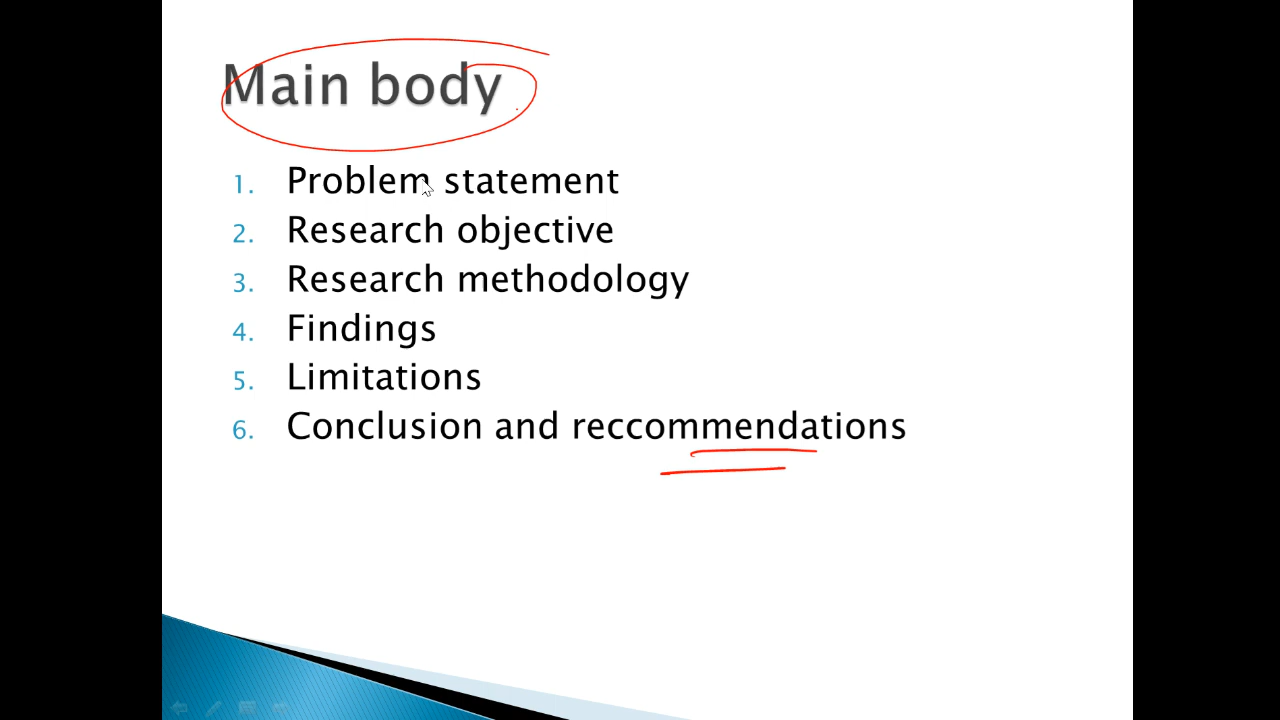 Main body
1. Problem statement
2. Research objective
3. Research methodology
4. Findings
5. Limitations
6. Conclusion and reccommendations